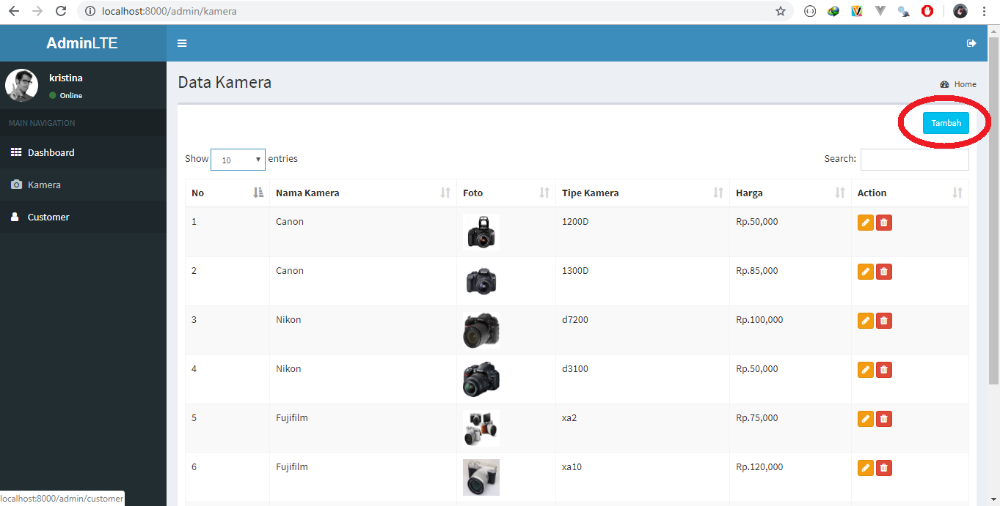 localhost:8000/admin/kamera
AdminLTE
kristina
Online
MAIN NAVIGATION
Dashboard
Kamera
Customer
Data Kamera
Home
Tambah
Show 10 entries
Search:
No Nama Kamera Foto Tipe Kamera Harga Action
1 Canon 1200D Rp.50,000
2 Canon 1300D Rp.85,000
3 Nikon d7200 Rp.100,000
4 Nikon d3100 Rp.50,000
5 Fujifilm xa2 Rp.75,000
6 Fujifilm xa10 Rp.120,000
localhost:8000/admin/customer